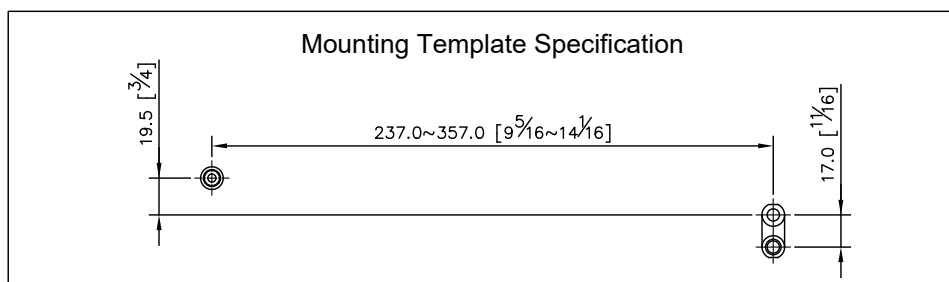 Mounting Template Specification
19.5 [3/4]
237.0~357.0 [9 5/16~14 1/16]
17.0 [11/16]